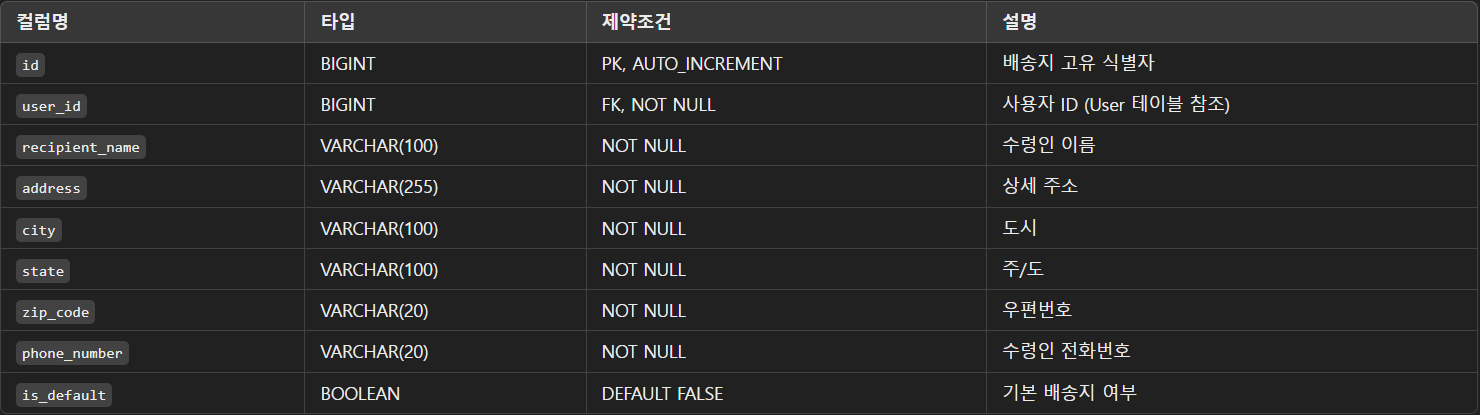 컬럼명 타입 제약조건 설명
id BIGINT PK, AUTO_INCREMENT 배송지 고유 식별자
user_id BIGINT FK, NOT NULL 사용자 ID (User 테이블 참조)
recipient_name VARCHAR(100) NOT NULL 수령인 이름
address VARCHAR(255) NOT NULL 상세 주소
city VARCHAR(100) NOT NULL 도시
state VARCHAR(100) NOT NULL 주/도
zip_code VARCHAR(20) NOT NULL 우편번호
phone_number VARCHAR(20) NOT NULL 수령인 전화번호
is_default BOOLEAN DEFAULT FALSE 기본 배송지 여부